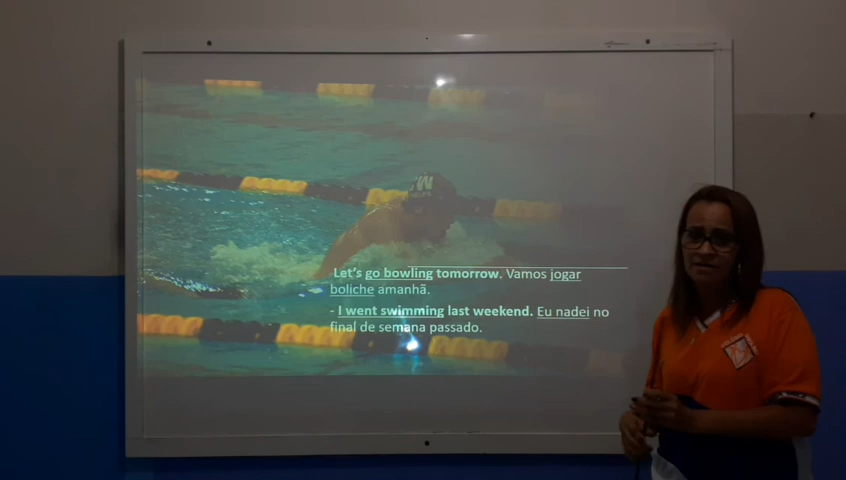 Let's go bowling tomorrow. Vamos jogar
boliche amanhã.
- I went swimming last weekend. Eu nadei no
final de semana passado.
W